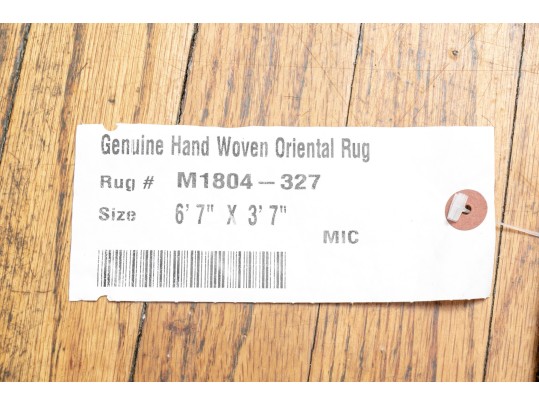 Genuine Hand Woven Oriental Rug
Rug # M1804-327
Size 6' 7" X 3' 7"
MIC